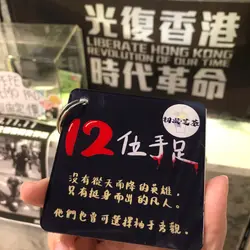 光復香港
LIBERATE HONG KONG
REVOLUTION OF OUR TIMES
時代革命
12位手足
沒有從天而降的英雄，
只有挺身而出的凡人。
他們也曾可選擇袖手旁觀。